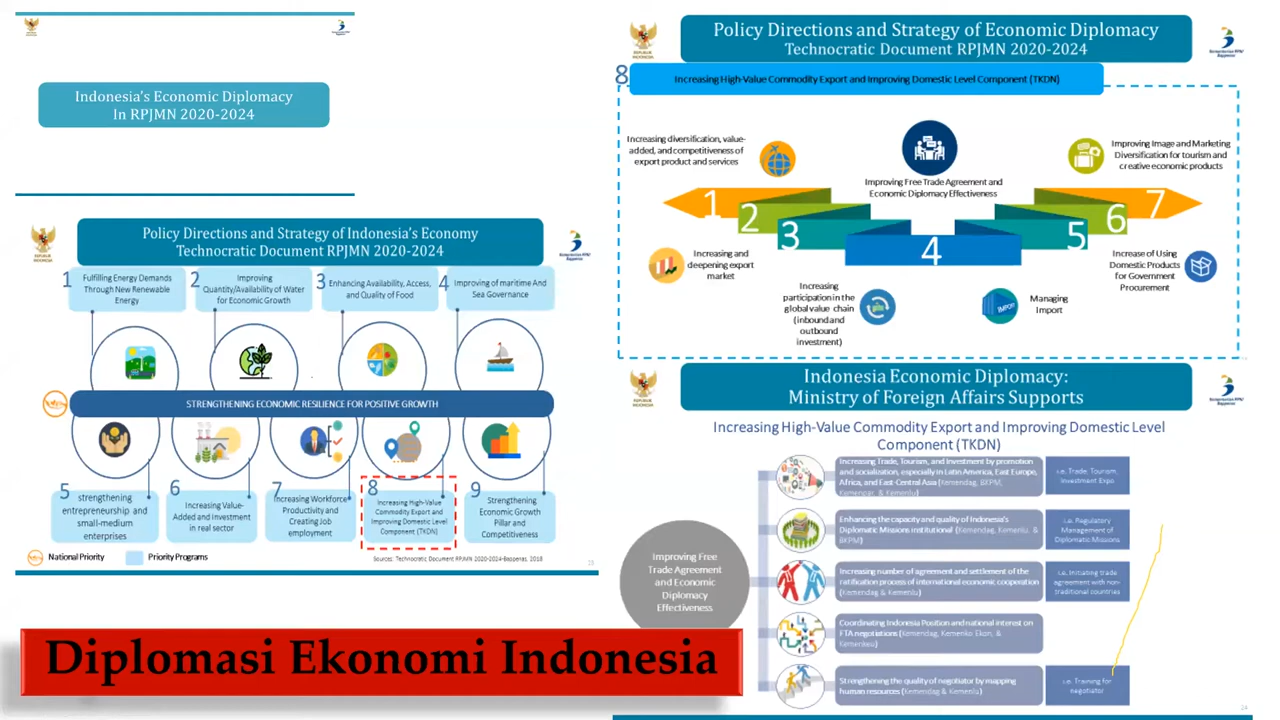 Indonesia's Economic Diplomacy
In RPJMN 2020-2024
Policy Directions and Strategy of Indonesia's Economy
Technocratic Document RPJMN 2020-2024
REPUBLIK
INDONESIA
1
Fulfilling Energy Demands
Through New Renewable
Energy
2
Improving
Quantity/Availability of Water
for Economic Growth
3
Enhancing Availability, Access,
and Quality of Food
4
Improving of maritime And
Sea Governance
STRENGTHENING ECONOMIC RESILIENCE FOR POSITIVE GROWTH
5
strengthening
entrepreneurship and
small-medium
enterprises
6
Increasing Value-
Added and investment
in real sector
7
Increasing Workforce
Productivity and
Creating Job
employment
8
Increasing High-Value
Commodity Export and
Improving Domestic Level
Component (TKDN)
9
Strengthening
Economic Growth
Pillar and
Competitiveness
National Priority
Priority Programs
Sources: Technocratic Document RPJMN 2020-2024-Bappenas, 2018
Diplomasi Ekonomi Indonesia
Policy Directions and Strategy of Economic Diplomacy
Technocratic Document RPJMN 2020-2024
REPUBLIK
INDONESIA
Kementerian PPN/
Bappenas
8
Increasing High-Value Commodity Export and Improving Domestic Level Component (TKDN)
Increasing diversification, value-
added, and competitiveness of
export product and services
Improving Free Trade Agreement and
Economic Diplomacy Effectiveness
Improving Image and Marketing
Diversification for tourism and
creative economic products
1
2
3
4
5
6
7
Increasing and
deepening export
market
Increasing
participation in the
global value chain
(inbound and
outbound
investment)
IMPORT
Managing
Import
Increase of Using
Domestic Products
for Government
Procurement
Indonesia Economic Diplomacy:
Ministry of Foreign Affairs Supports
REPUBLIK
INDONESIA
Kementerian PPN/
Bappenas
Increasing High-Value Commodity Export and Improving Domestic Level
Component (TKDN)
Improving Free
Trade Agreement
and Economic
Diplomacy
Effectiveness
Increasing Trade, Tourism, and Investment by promotion
and socialization, especially in Latin America, East Europe,
Africa, and East-Central Asia (Kemendag, BKPM,
Kemenpar, & Kemenlu)
i.e. Trade, Tourism,
Investment Expo
Enhancing the capacity and quality of Indonesia's
Diplomatic Missions institutional (Kemendag, Kemenlu, &
BKPM)
i.e. Regulatory
Management of
Diplomatic Missions
Increasing number of agreement and settlement of the
ratification process of international economic cooperation
(Kemendag & Kemenlu)
i.e. Initiating trade
agreement with non-
traditional countries
Coordinating Indonesia Position and national interest on
FTA negotiations (Kemendag, Kemenko Ekon, &
Kemenkeu)
Strengthening the quality of negotiator by mapping
human resources (Kemendag & Kemenlu)
i.e. Training for
negotiator